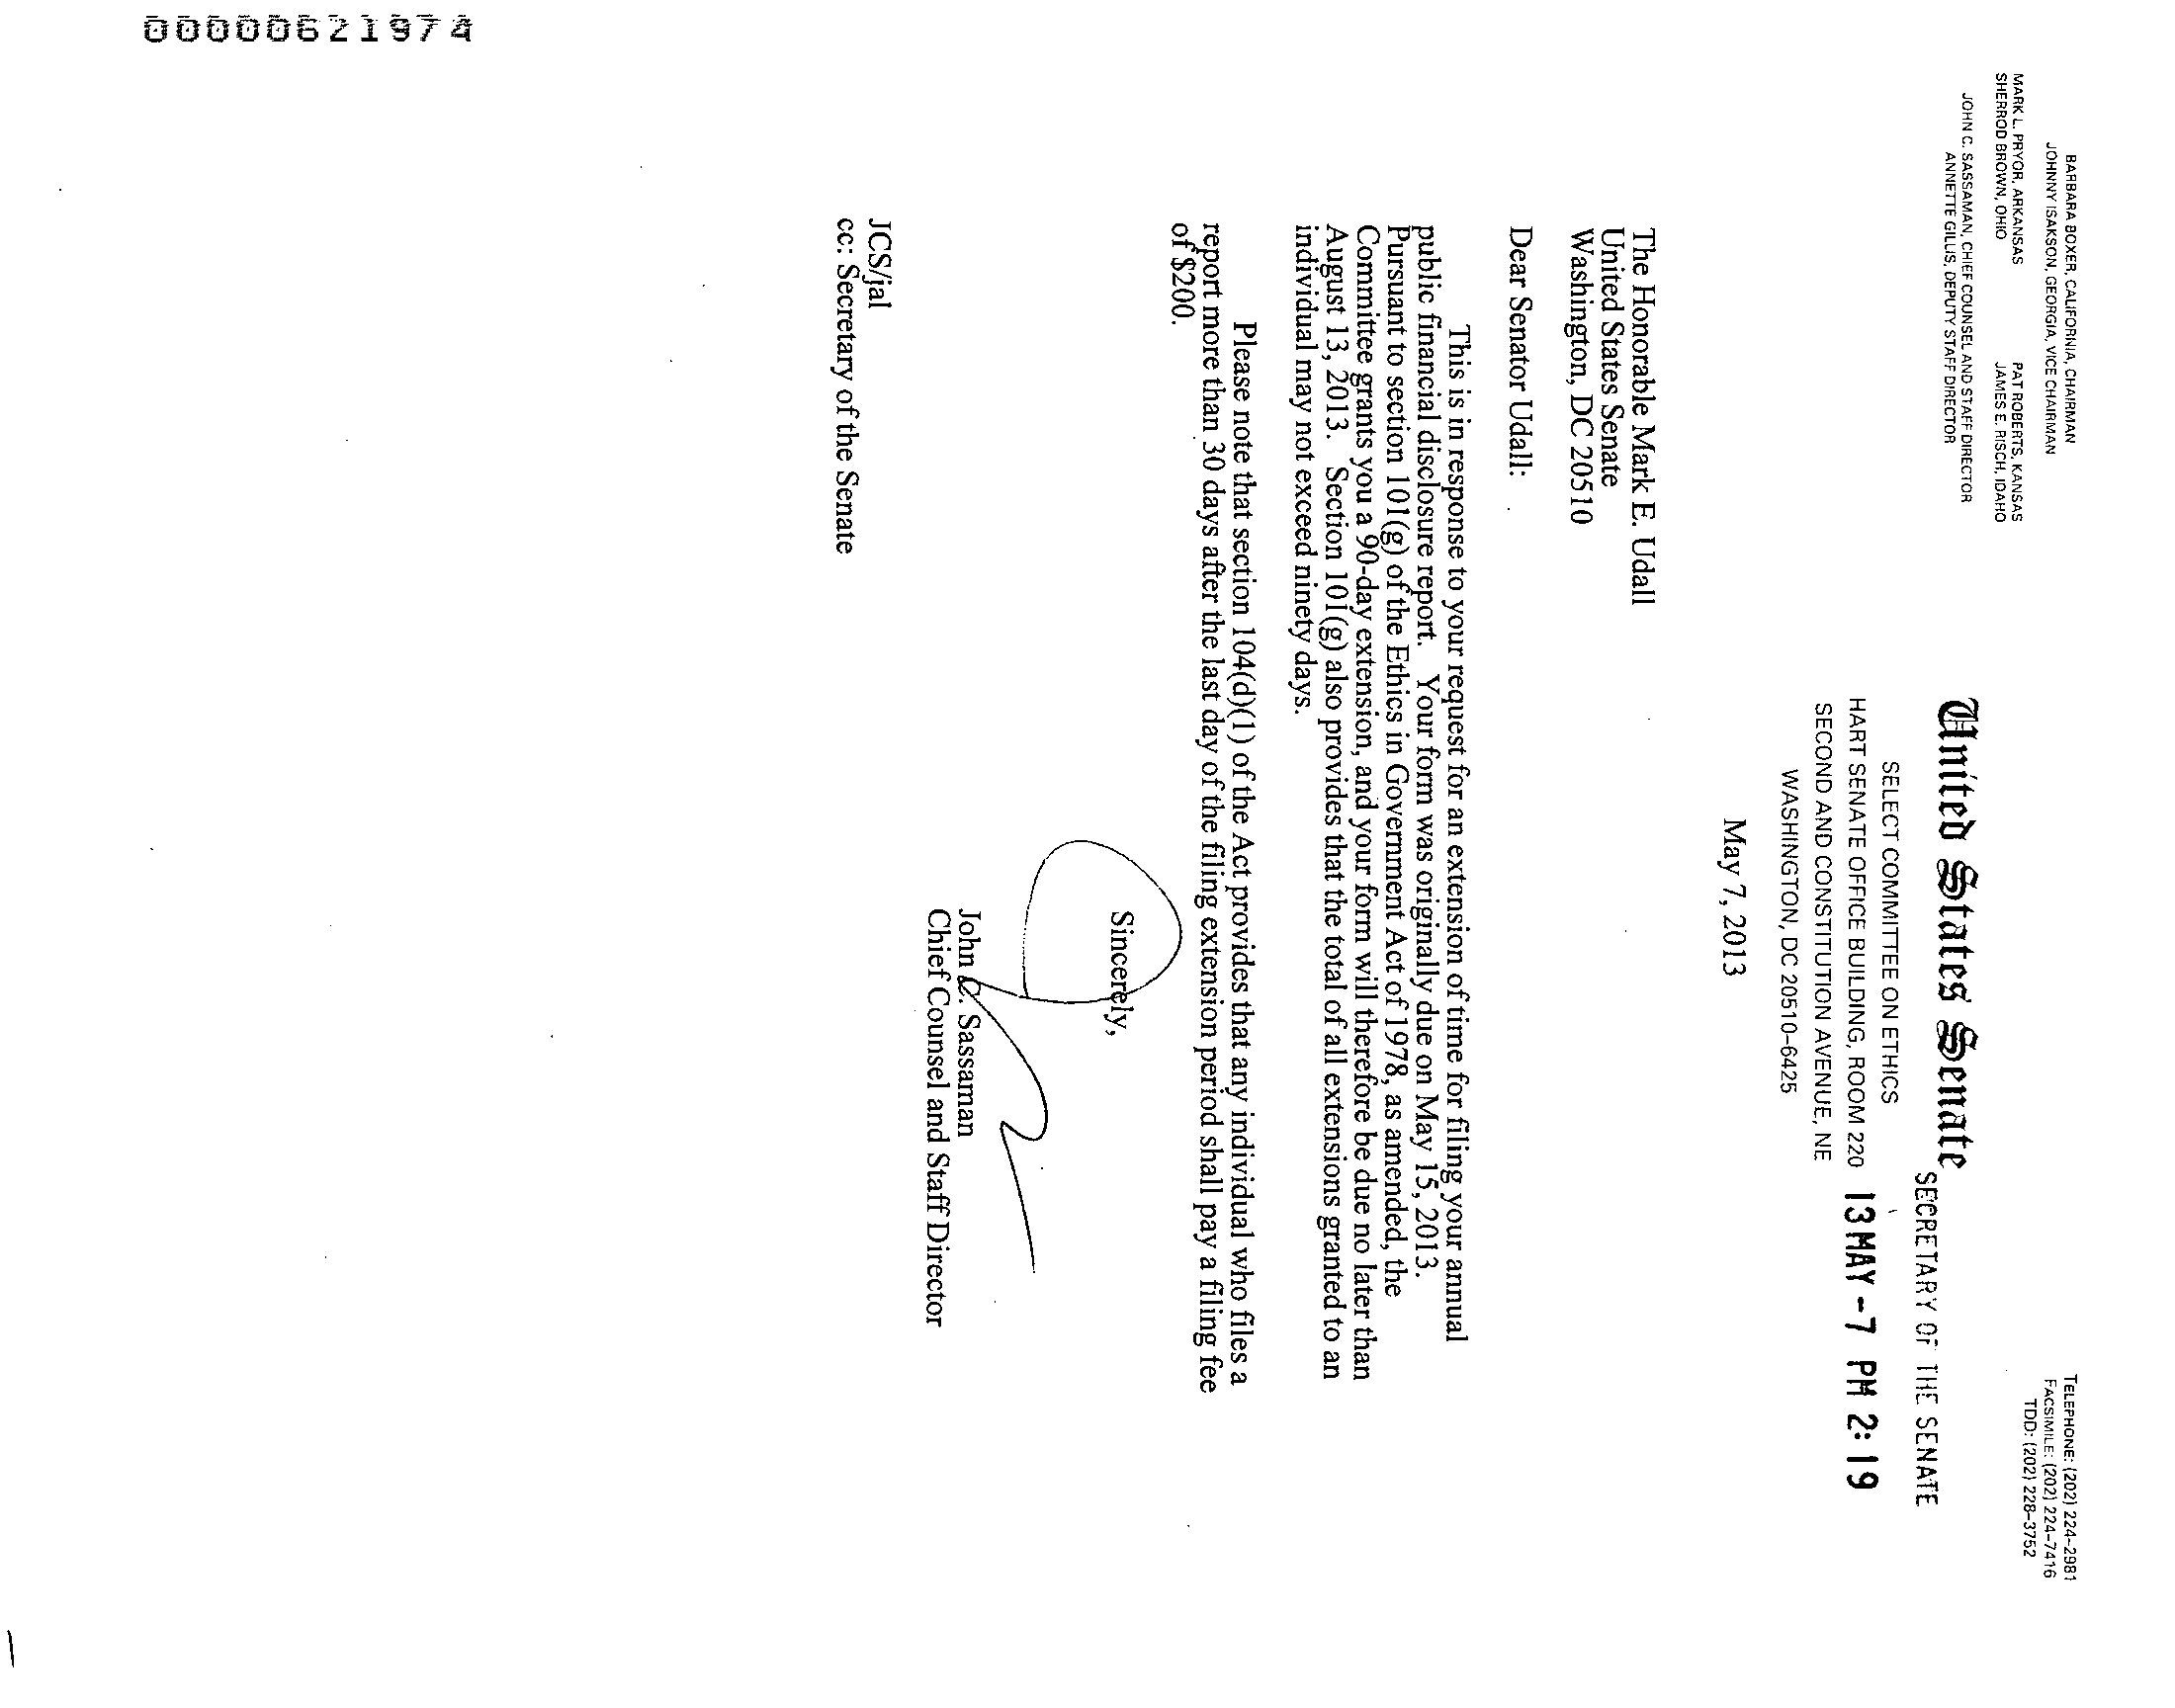 00000621974
BARBARA BOXER, CALIFORNIA, CHAIRMAN
JOHNNY ISAKSON, GEORGIA, VICE CHAIRMAN
MARK L. PRYOR, ARKANSAS PAT ROBERTS, KANSAS
SHERROD BROWN, OHIO JAMES E. RISCH, IDAHO
JOHN C. SASSAMAN, CHIEF COUNSEL AND STAFF DIRECTOR
ANNETTE GILLIS, DEPUTY STAFF DIRECTOR
TELEPHONE: (202) 224–2981
FACSIMILE: (202) 224–7416
TDD: (202) 228–3752
United States Senate
SELECT COMMITTEE ON ETHICS
HART SENATE OFFICE BUILDING, ROOM 220
SECOND AND CONSTITUTION AVENUE, NE
WASHINGTON, DC 20510–6425
SECRETARY OF THE SENATE
13 MAY -7 PM 2: 19
May 7, 2013
The Honorable Mark E. Udall
United States Senate
Washington, DC 20510
Dear Senator Udall:
This is in response to your request for an extension of time for filing your annual
public financial disclosure report. Your form was originally due on May 15, 2013.
Pursuant to section 101(g) of the Ethics in Government Act of 1978, as amended, the
Committee grants you a 90-day extension, and your form will therefore be due no later than
August 13, 2013. Section 101(g) also provides that the total of all extensions granted to an
individual may not exceed ninety days.
Please note that section 104(d)(1) of the Act provides that any individual who files a
report more than 30 days after the last day of the filing extension period shall pay a filing fee
of $200.
Sincerely,
John C. Sassaman
Chief Counsel and Staff Director
JCS/jal
cc: Secretary of the Senate